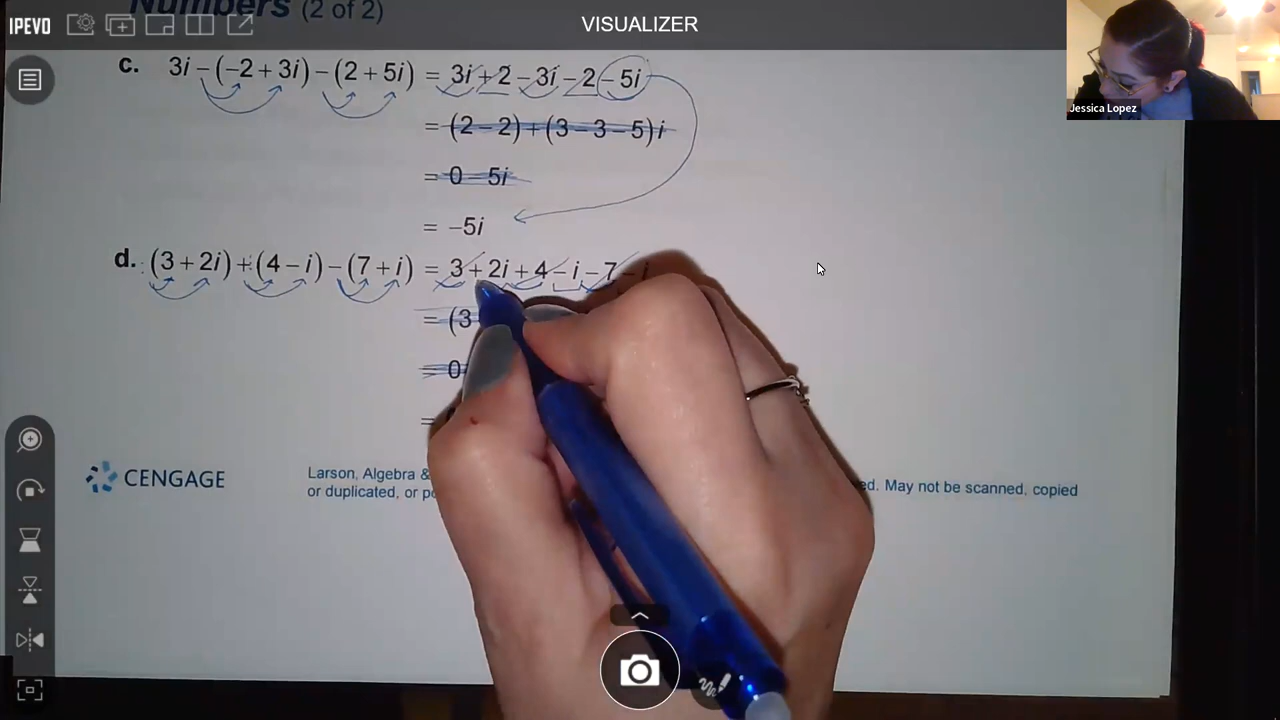 Numbers (2 of 2)
IPEVO
VISUALIZER
Jessica Lopez
c. 3i – (–2 + 3i) – (2 + 5i) = 3i + 2 – 3i – 2 – 5i
= (2 – 2) + (3 – 3 – 5)i
= 0 – 5i
= –5i
d. (3 + 2i) + (4 – i) – (7 + i) = 3 + 2i + 4 – i – 7 – i
= (3
= 0
=
CENGAGE
Larson, Algebra &
or duplicated, or ed. May not be scanned, copied